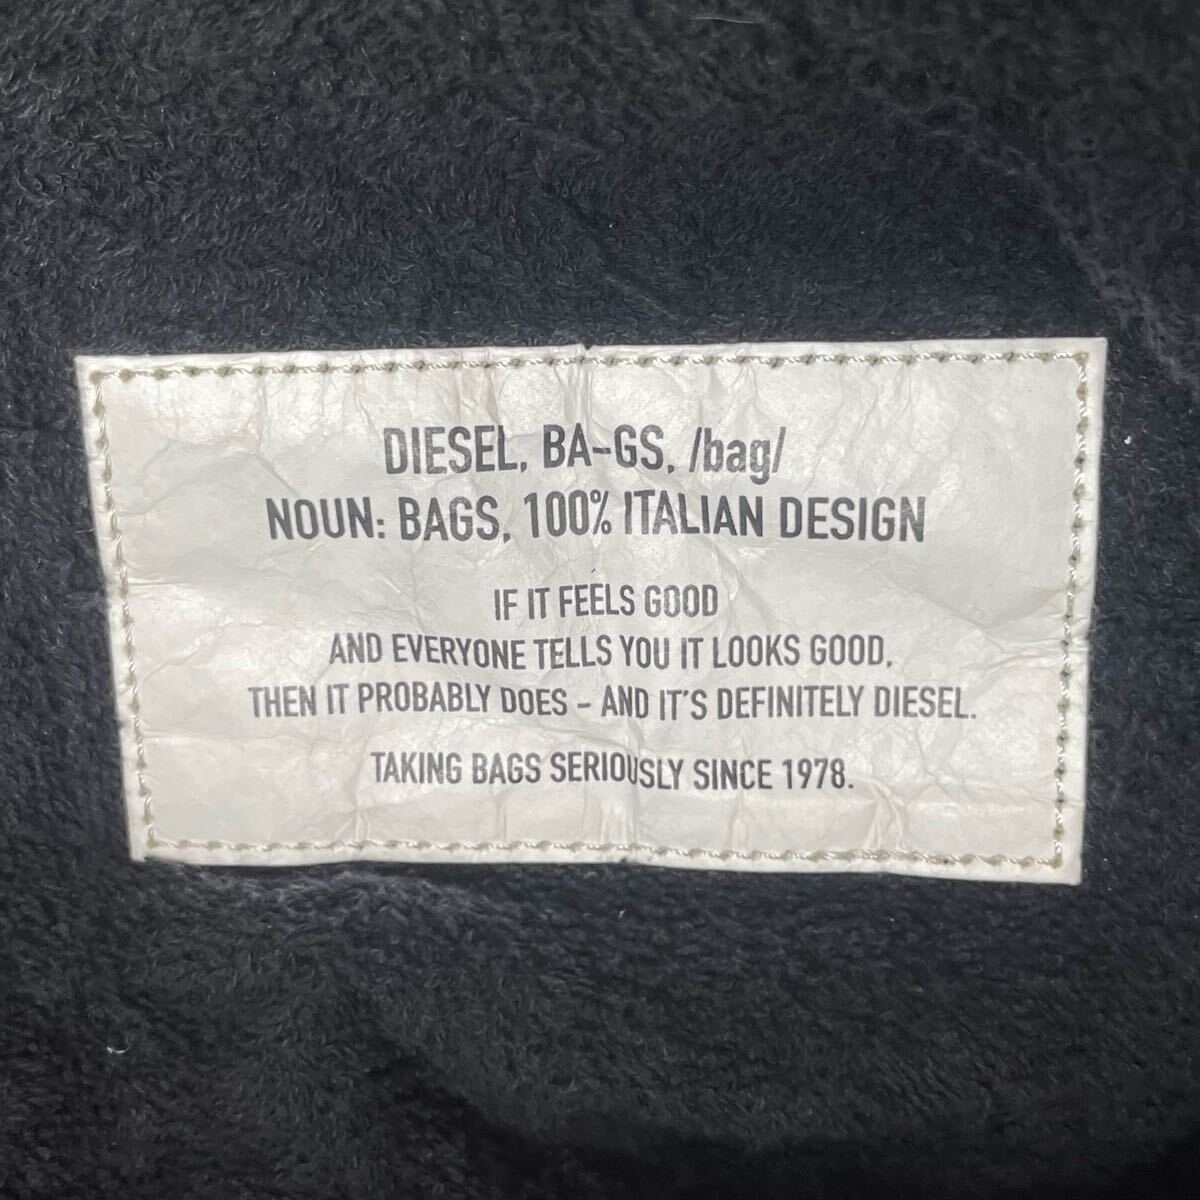 DIESEL, BA-GS, /bag/
NOUN: BAGS, 100% ITALIAN DESIGN
IF IT FEELS GOOD
AND EVERYONE TELLS YOU IT LOOKS GOOD,
THEN IT PROBABLY DOES – AND IT'S DEFINITELY DIESEL.
TAKING BAGS SERIOUSLY SINCE 1978.